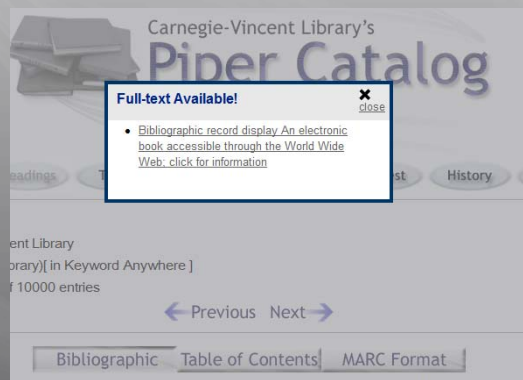 Carnegie-Vincent Library's
Piper Catalog
Full-text Available!
close
Bibliographic record display An electronic
book accessible through the World Wide
Web; click for information
History
ent Library
[ in Keyword Anywhere ]
10000 entries
Previous Next
Bibliographic Table of Contents MARC Format